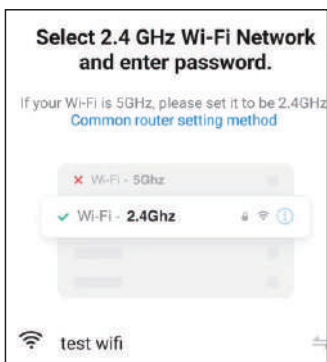 Select 2.4 GHz Wi-Fi Network
and enter password.
If your Wi-Fi is 5GHz, please set it to be 2.4GHz
Common router setting method
Wi-Fi - 5Ghz
Wi-Fi - 2.4Ghz
test wifi